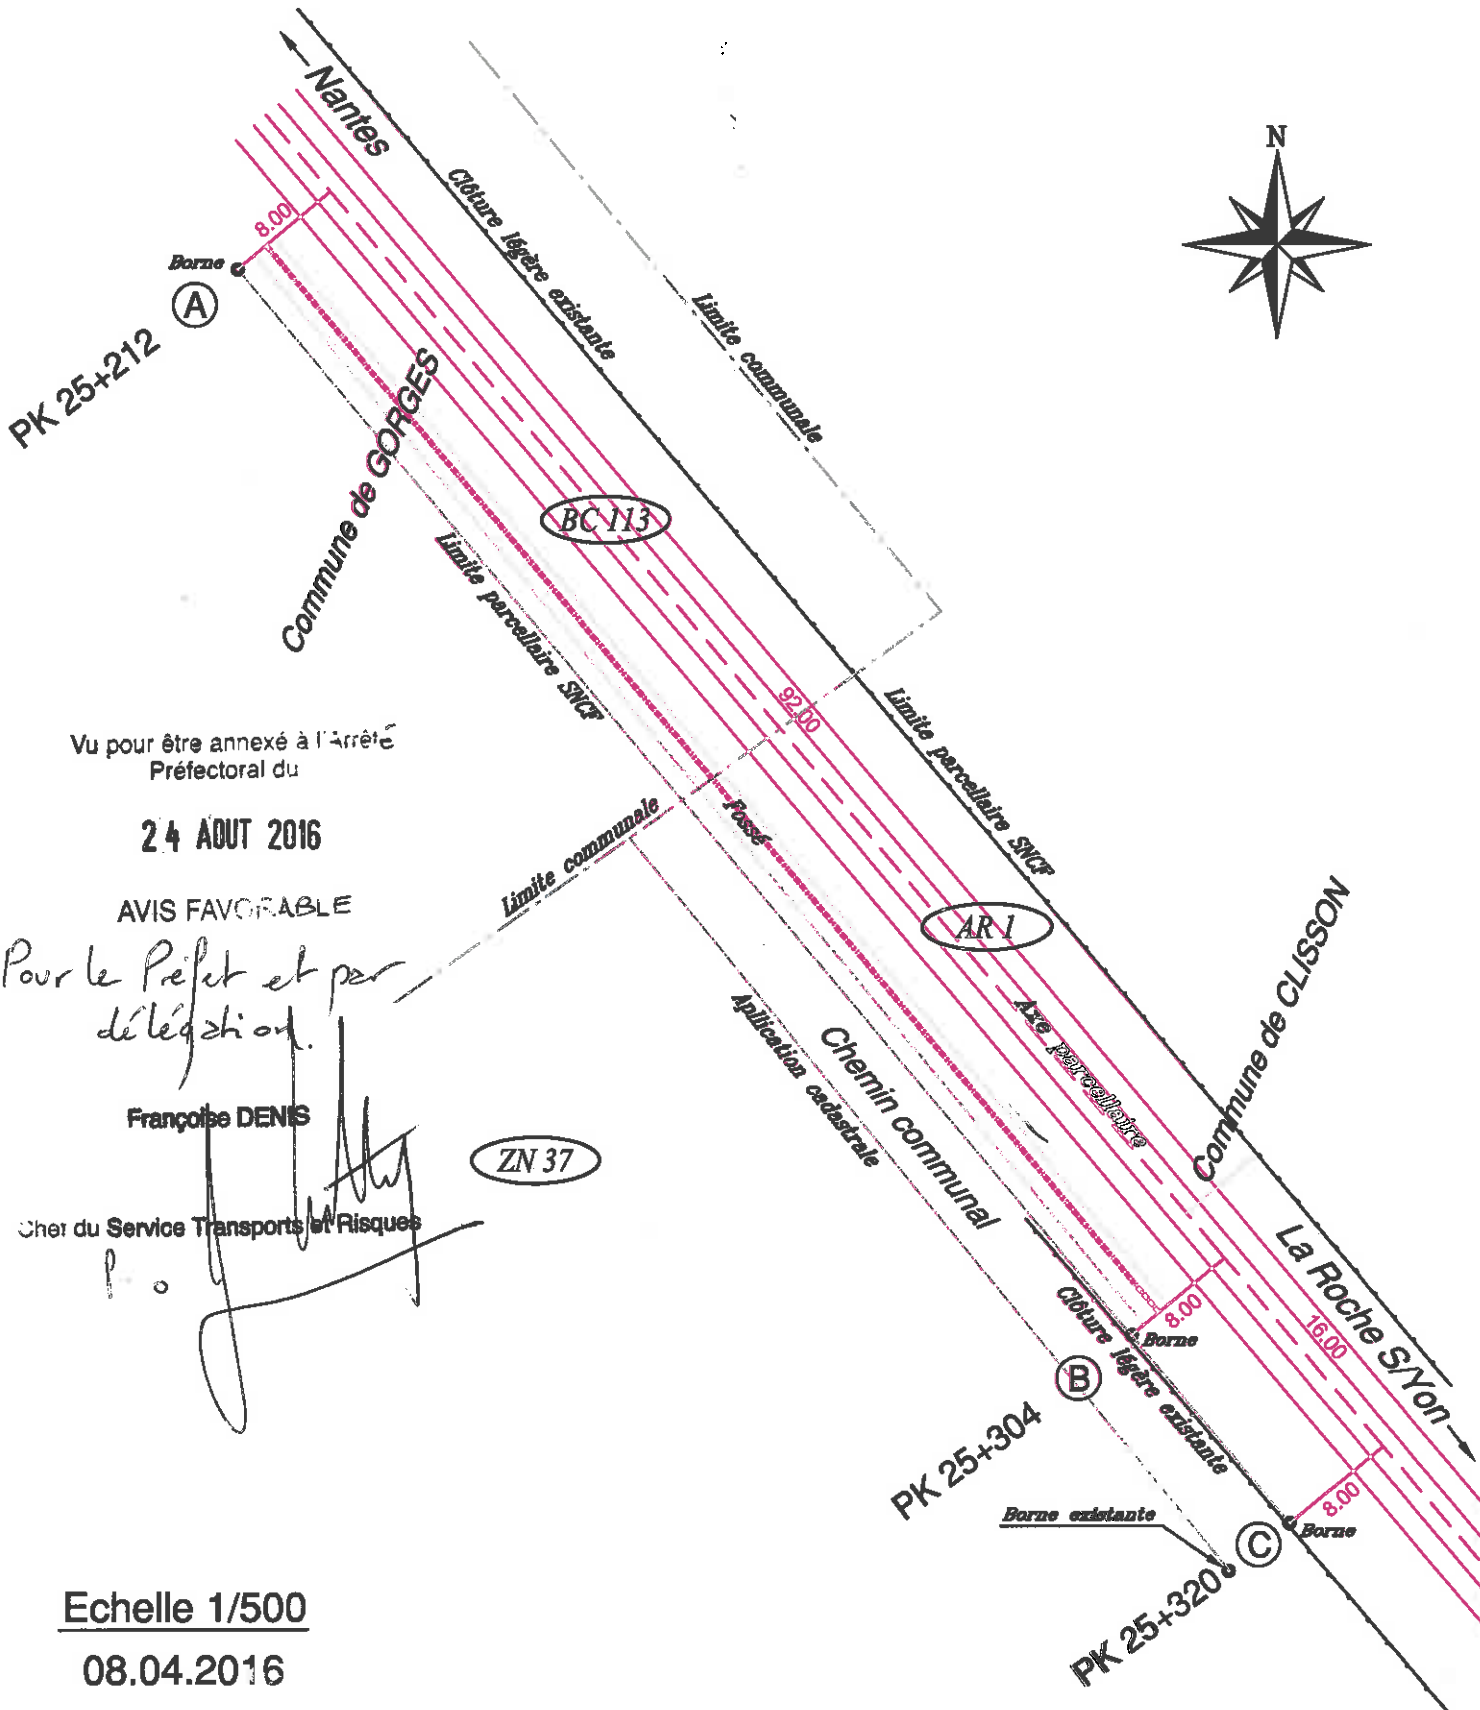 Nantes
N
8.00
Clôture légère existante
Borne
A
Limite communale
PK 25+212
Commune de GORGES
BC 113
Limite parcellaire SNCF
92.00
Limite parcellaire SNCF
Vu pour être annexé à l'Arrêté
Préfectoral du
24 AOUT 2016
Fossé
Limite communale
AVIS FAVORABLE
AR 1
Commune de CLISSON
Pour le Préfet et par
délégation.
Axe parcellaire
Apllication cadastrale
Chemin communal
Françoise DENIS
ZN 37
Chef du Service Transports et Risques
P. o
La Roche S/Yon
8.00
16.00
Borne
Clôture légère existante
B
PK 25+304
8.00
Borne existante
Borne
C
PK 25+320
Echelle 1/500
08.04.2016